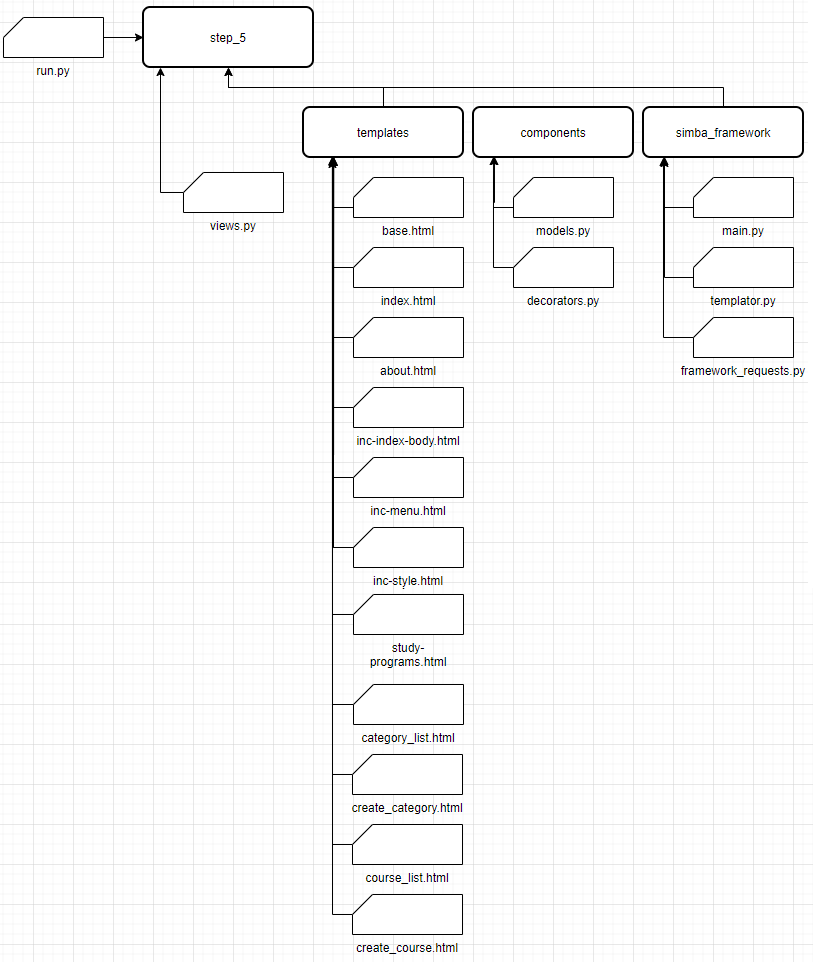 step_5
run.py
templates
components
simba_framework
views.py
base.html
models.py
main.py
index.html
decorators.py
templator.py
about.html
framework_requests.py
inc-index-body.html
inc-menu.html
inc-style.html
study-
programs.html
category_list.html
create_category.html
course_list.html
create_course.html